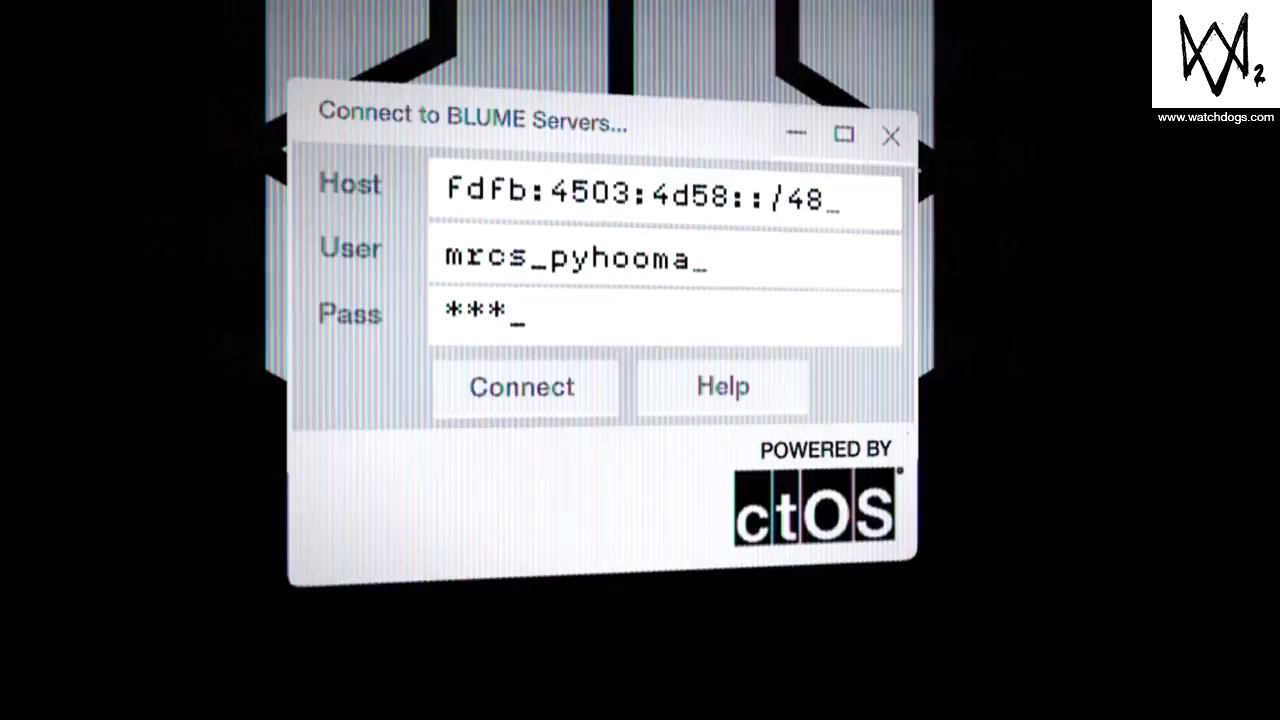 2
www.watchdogs.com
Connect to BLUME Servers...
Host fdfb:4503:4d58::/48_
User mrcs_pyhooma_
Pass ***_
Connect Help
POWERED BY
ctOS